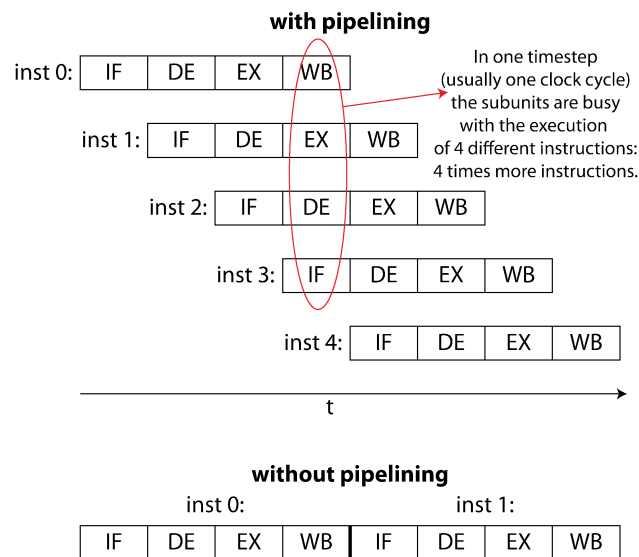 with pipelining
inst 0: IF DE EX WB
In one timestep
(usually one clock cycle)
the subunits are busy
with the execution
of 4 different instructions:
4 times more instructions.
inst 1: IF DE EX WB
inst 2: IF DE EX WB
inst 3: IF DE EX WB
inst 4: IF DE EX WB
t
without pipelining
inst 0: inst 1:
IF DE EX WB IF DE EX WB